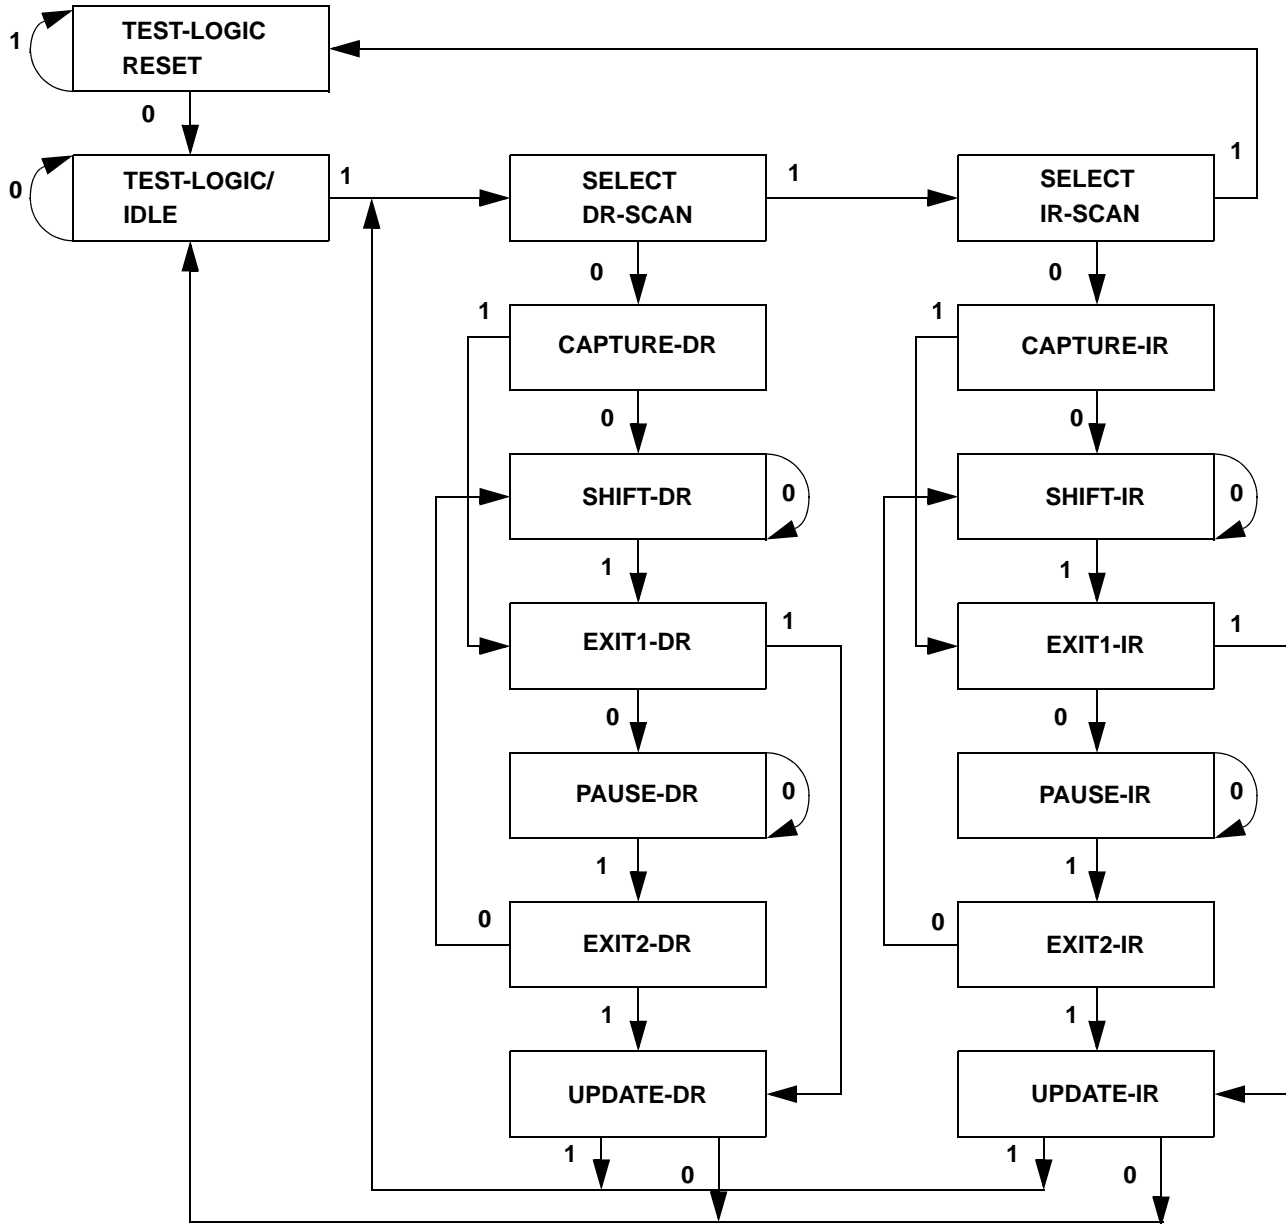 TEST-LOGIC
RESET
1
0
TEST-LOGIC/
IDLE
0
1
SELECT
DR-SCAN
1
SELECT
IR-SCAN
1
0
0
1
CAPTURE-DR
1
CAPTURE-IR
0
0
SHIFT-DR
0
SHIFT-IR
0
1
1
EXIT1-DR
1
EXIT1-IR
1
0
0
PAUSE-DR
0
PAUSE-IR
0
1
1
0
EXIT2-DR
0
EXIT2-IR
1
1
UPDATE-DR
UPDATE-IR
1
0
1
0